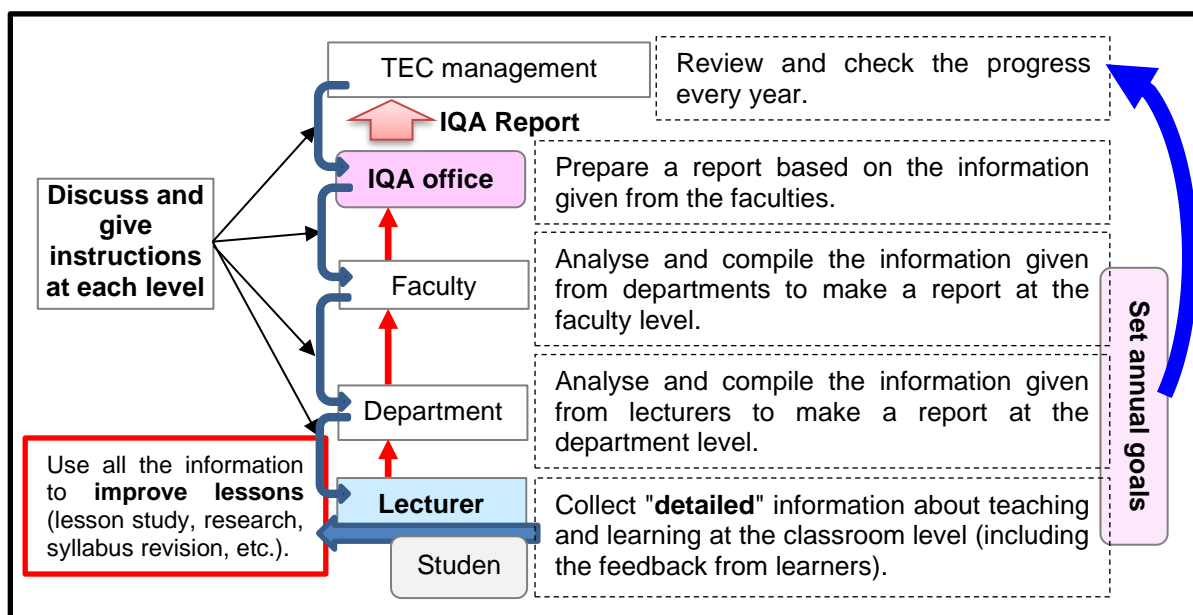 TEC management
Review and check the progress
every year.
IQA Report
IQA office
Prepare a report based on the information
given from the faculties.
Discuss and
give
instructions
at each level
Faculty
Analyse and compile the information given
from departments to make a report at the
faculty level.
Set annual goals
Department
Analyse and compile the information given
from lecturers to make a report at the
department level.
Use all the information
to improve lessons
(lesson study, research,
syllabus revision, etc.).
Lecturer
Studen
Collect "detailed" information about teaching
and learning at the classroom level (including
the feedback from learners).